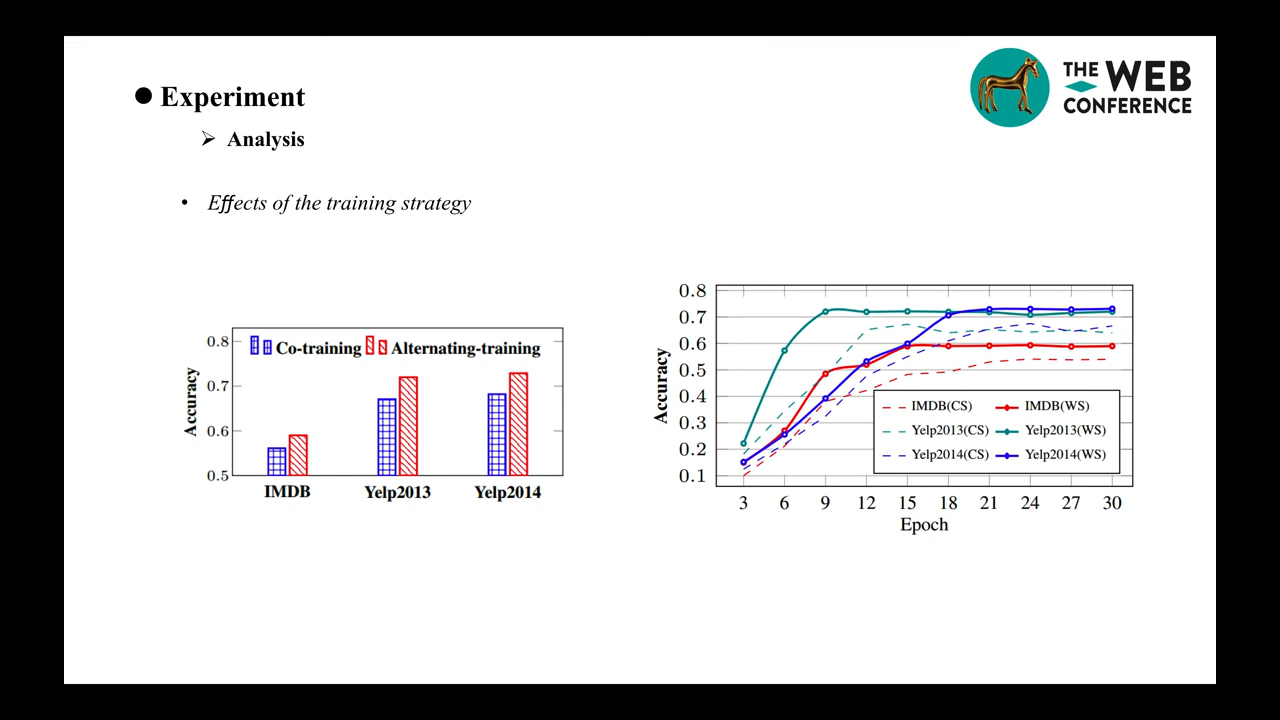 THE WEB
CONFERENCE
Experiment
Analysis
Effects of the training strategy
Accuracy
0.8
0.7
0.6
0.5
Co-training Alternating-training
IMDB Yelp2013 Yelp2014
Accuracy
0.8
0.7
0.6
0.5
0.4
0.3
0.2
0.1
IMDB(CS) IMDB(WS)
Yelp2013(CS) Yelp2013(WS)
Yelp2014(CS) Yelp2014(WS)
3 6 9 12 15 18 21 24 27 30
Epoch